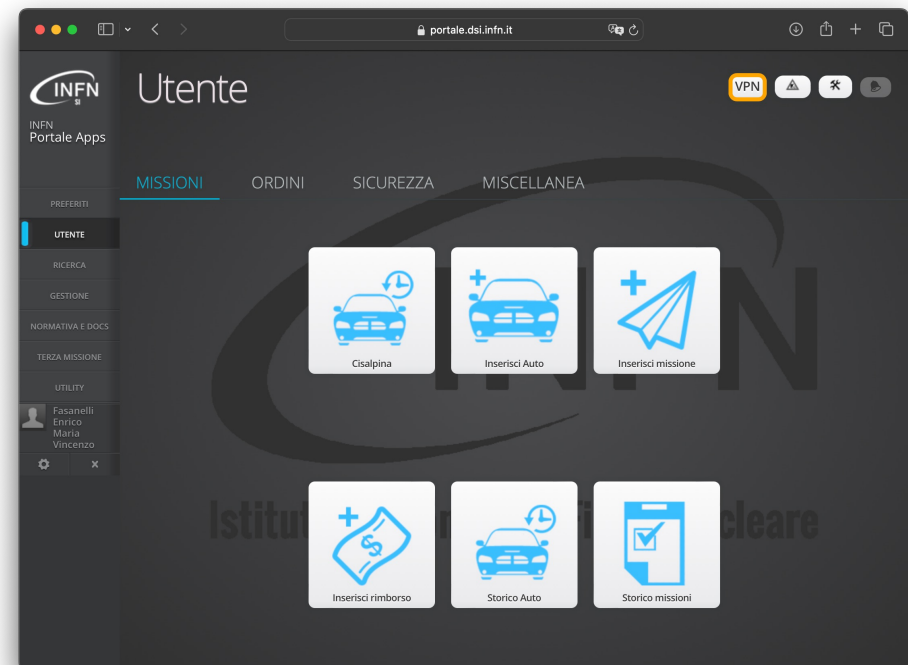 portale.dsi.infn.it
INFN
SI
INFN
Portale Apps
Utente
VPN
MISSIONI ORDINI SICUREZZA MISCELLANEA
PREFERITI
UTENTE
RICERCA
GESTIONE
NORMATIVA E DOCS
TERZA MISSIONE
UTILITY
Fasanelli
Enrico
Maria
Vincenzo
Cisalpina
Inserisci Auto
Inserisci missione
Inserisci rimborso
Storico Auto
Storico missioni